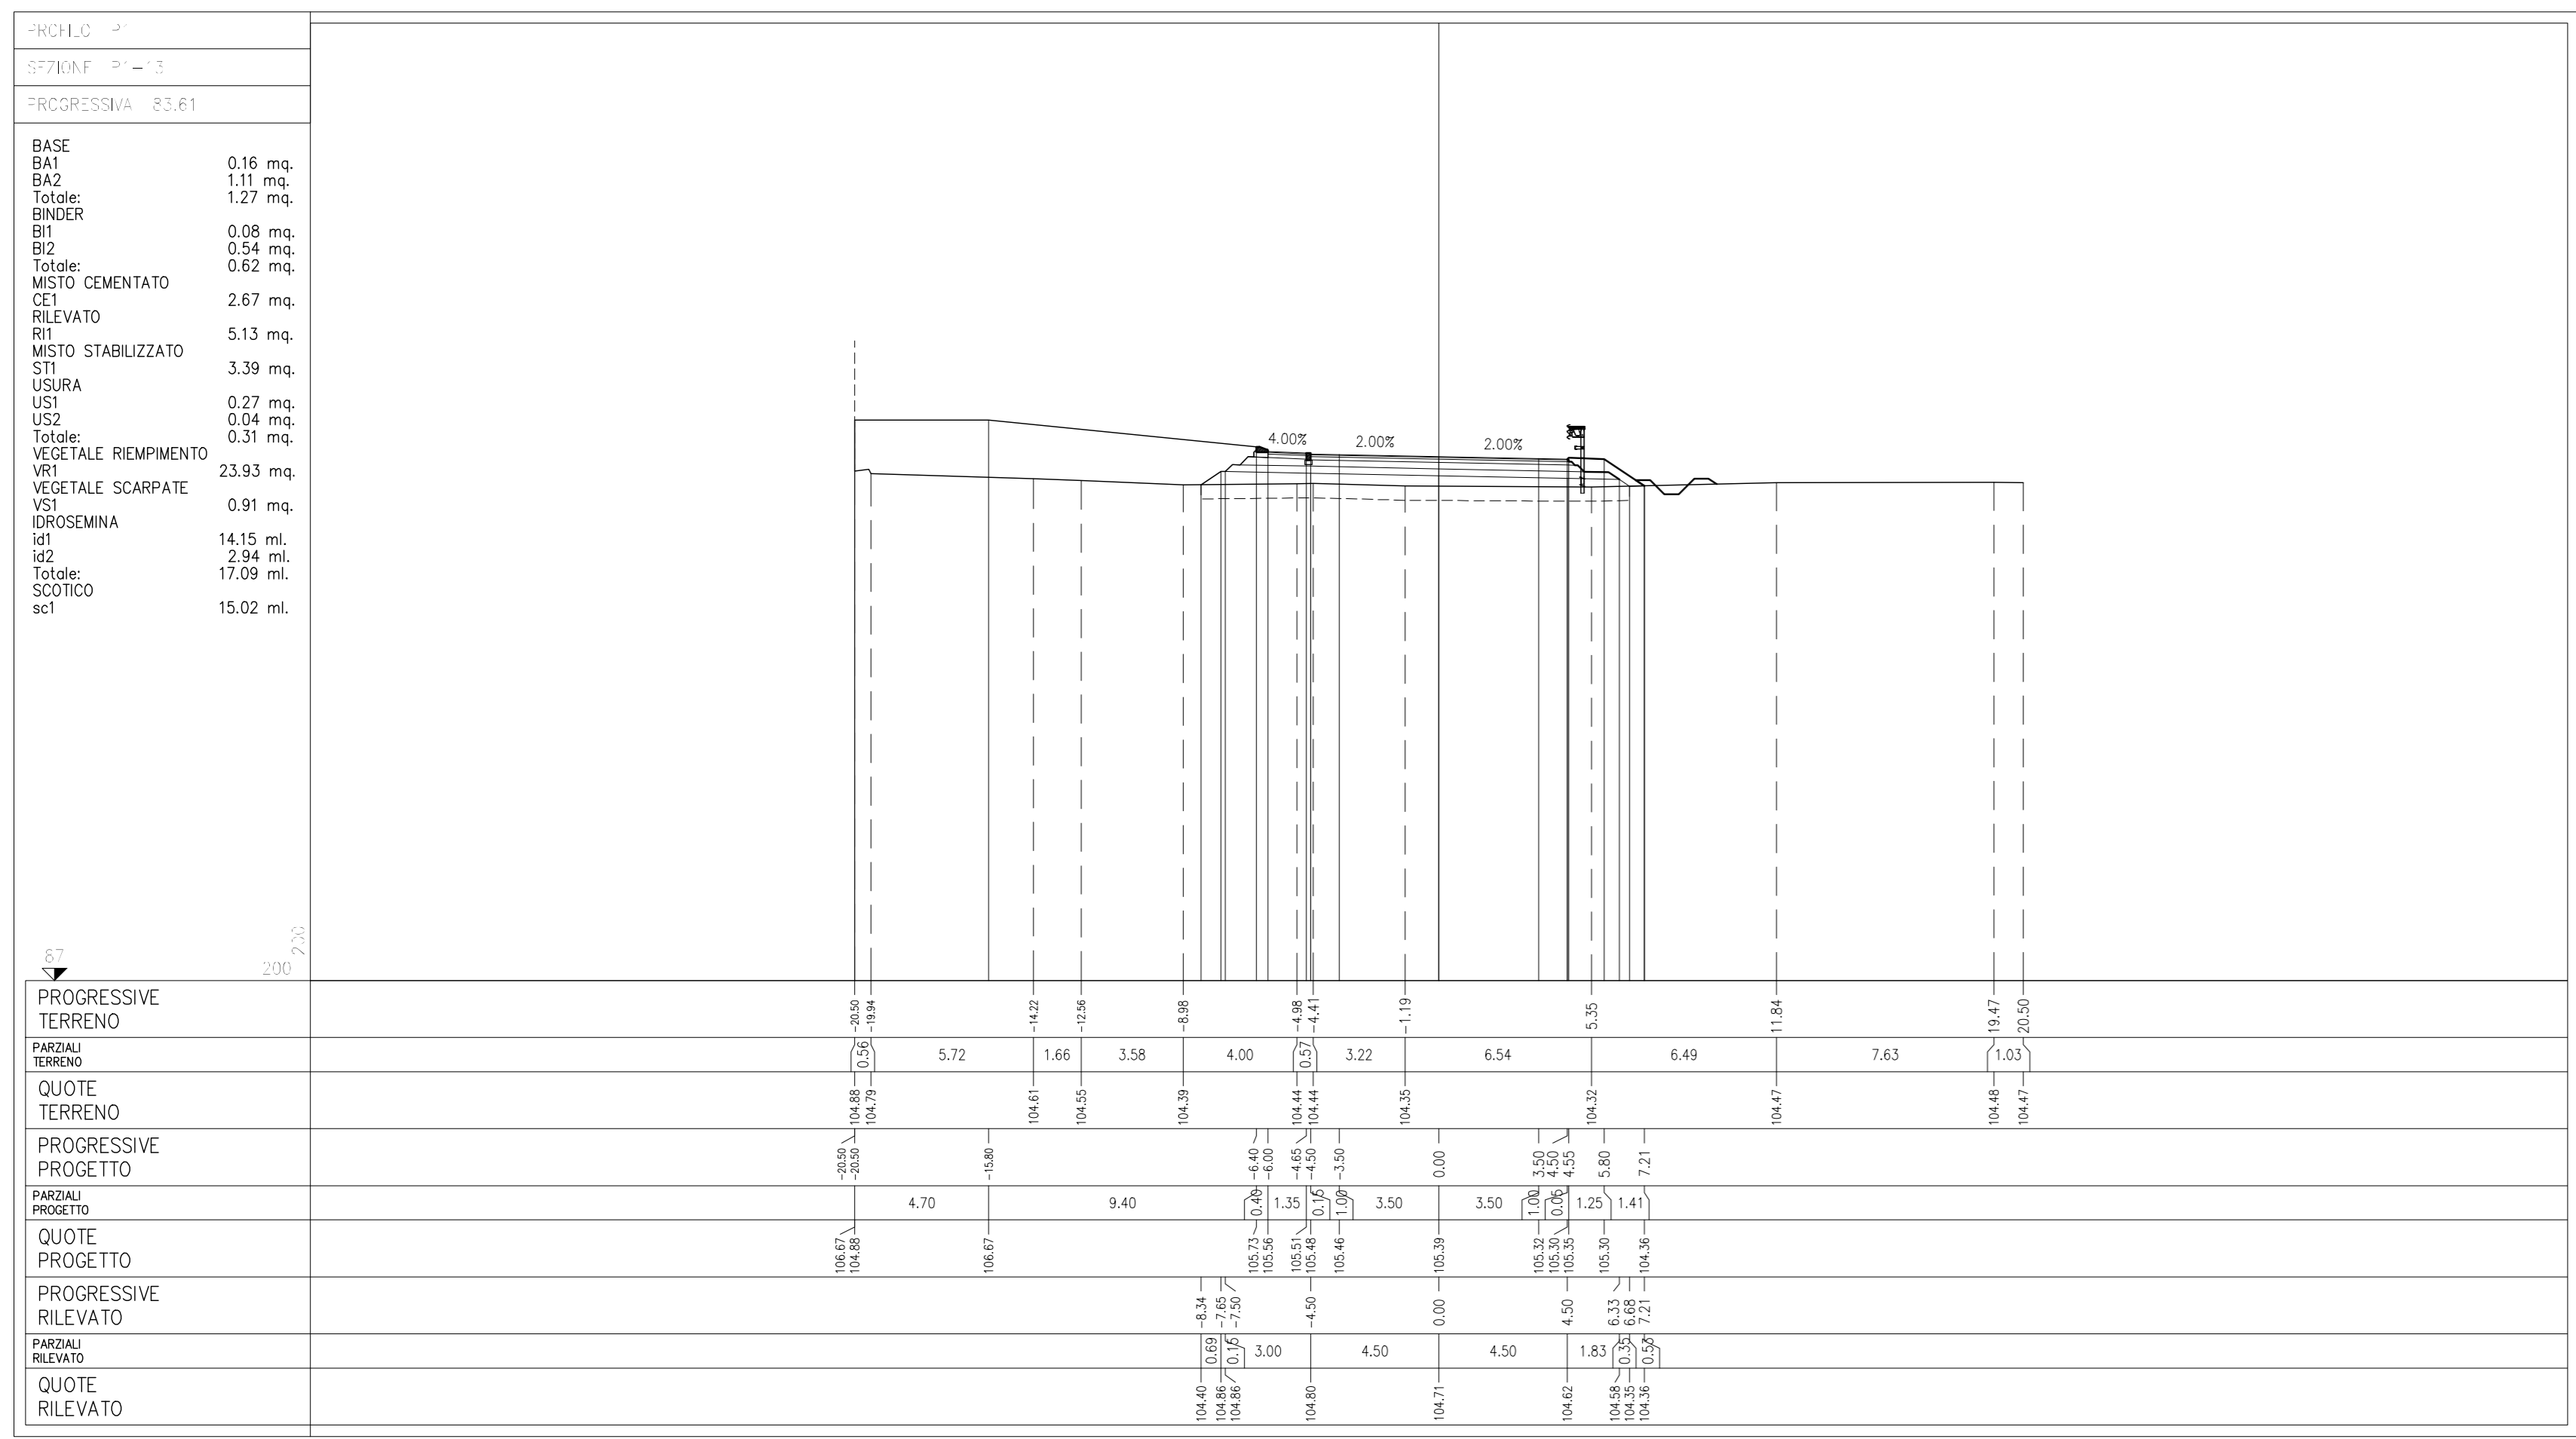 PROFILO P1
SEZIONE P1-13
PROGRESSIVA 83.61
BASE
BA1 0.16 mq.
BA2 1.11 mq.
Totale: 1.27 mq.
BINDER
BI1 0.08 mq.
BI2 0.54 mq.
Totale: 0.62 mq.
MISTO CEMENTATO
CE1 2.67 mq.
RILEVATO
RI1 5.13 mq.
MISTO STABILIZZATO
ST1 3.39 mq.
USURA
US1 0.27 mq.
US2 0.04 mq.
Totale: 0.31 mq.
VEGETALE RIEMPIMENTO
VR1 23.93 mq.
VEGETALE SCARPATE
VS1 0.91 mq.
IDROSEMINA
id1 14.15 ml.
id2 2.94 ml.
Totale: 17.09 ml.
SCOTICO
sc1 15.02 ml.
4.00% 2.00% 2.00%
87 200 200
PROGRESSIVE
TERRENO
-20.50 -19.94 -14.22 -12.56 -8.98 -4.98 -4.41 -1.19 5.35 11.84 19.47 20.50
PARZIALI
TERRENO
0.56 5.72 1.66 3.58 4.00 0.57 3.22 6.54 6.49 7.63 1.03
QUOTE
TERRENO
104.88 104.79 104.61 104.55 104.39 104.44 104.44 104.35 104.32 104.47 104.48 104.47
PROGRESSIVE
PROGETTO
-20.50 -20.50 -15.80 -6.40 -6.00 -4.65 -4.50 -3.50 0.00 3.50 4.50 4.55 5.80 7.21
PARZIALI
PROGETTO
4.70 9.40 0.40 1.35 0.15 1.00 3.50 3.50 1.00 0.05 1.25 1.41
QUOTE
PROGETTO
106.67 104.88 106.67 105.73 105.56 105.51 105.48 105.46 105.39 105.32 105.30 105.35 105.30 104.36
PROGRESSIVE
RILEVATO
-8.34 -7.65 -7.50 -4.50 0.00 4.50 6.33 6.68 7.21
PARZIALI
RILEVATO
0.69 0.15 3.00 4.50 4.50 1.83 0.35 0.53
QUOTE
RILEVATO
104.40 104.86 104.86 104.80 104.71 104.62 104.58 104.35 104.36